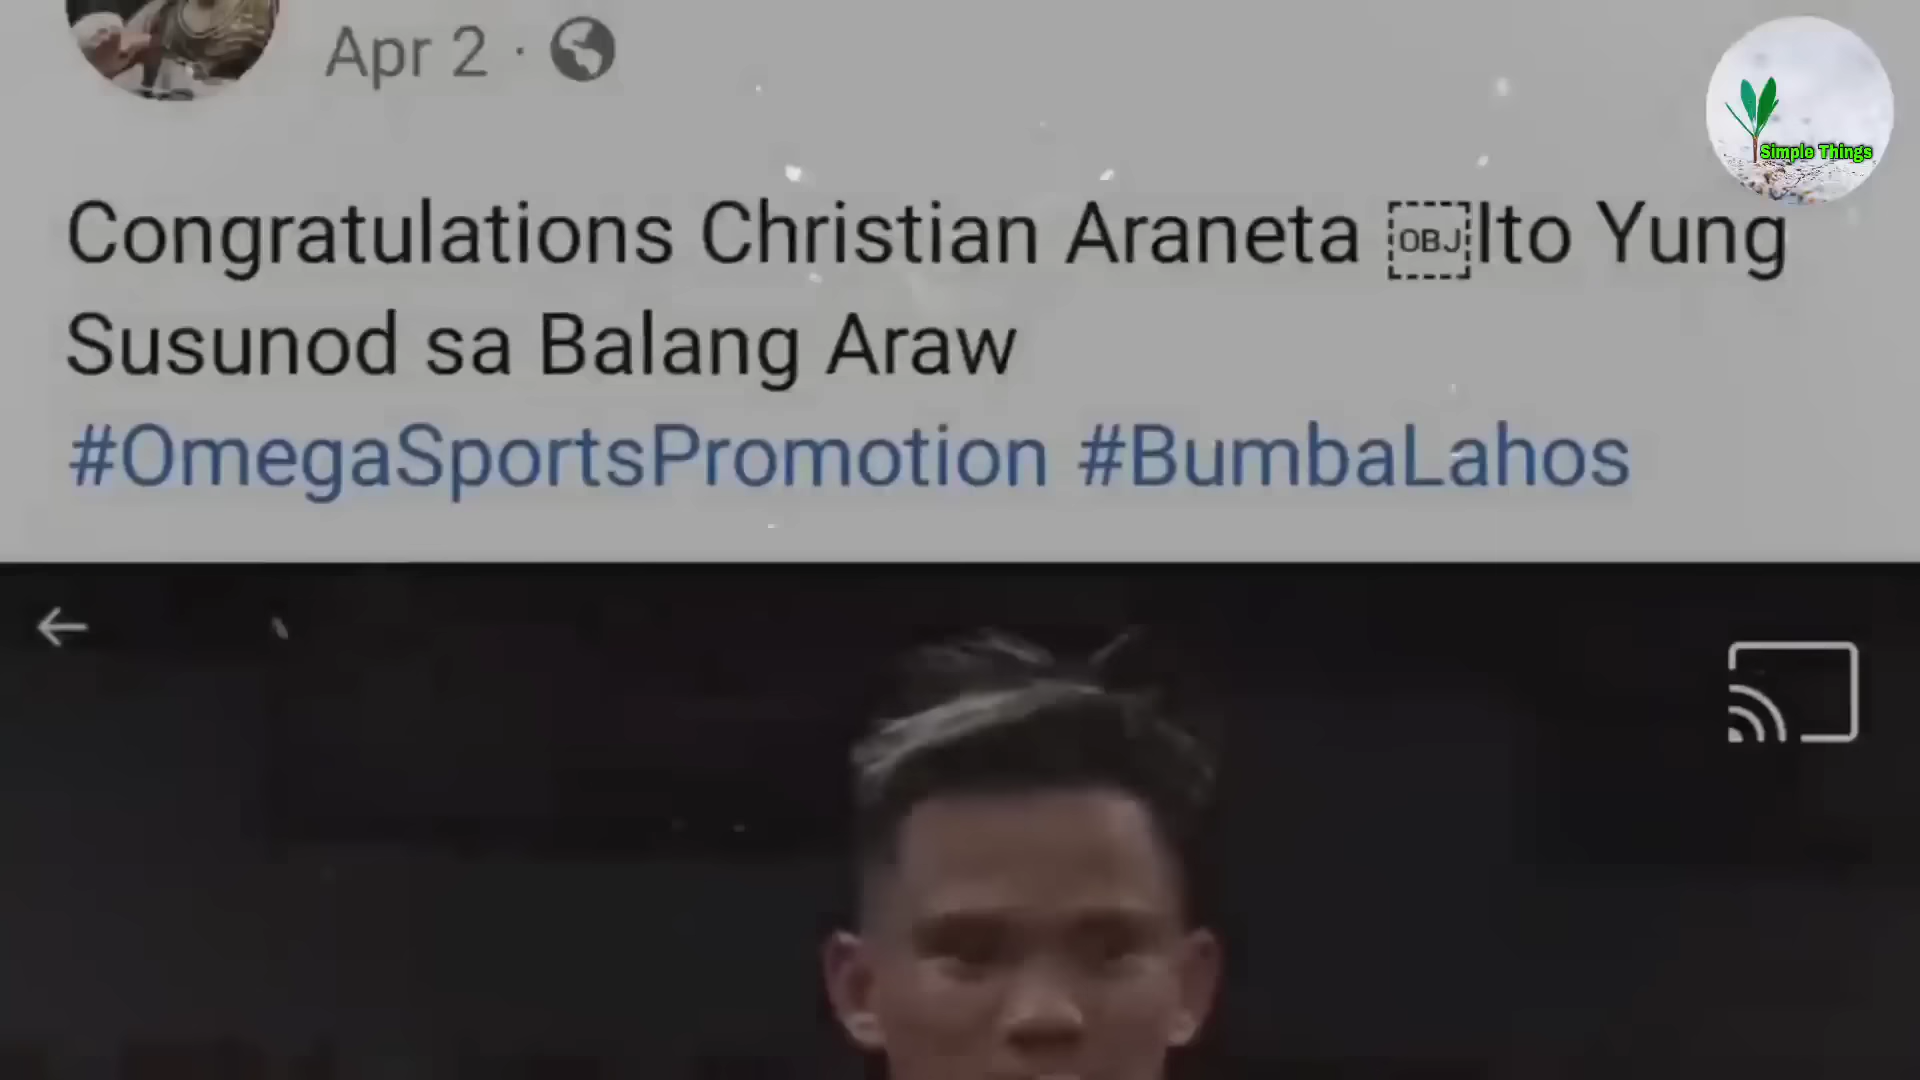 Apr 2 ·
Simple Things
Congratulations Christian Araneta ￼Ito Yung
Susunod sa Balang Araw
#OmegaSportsPromotion #BumbaLahos